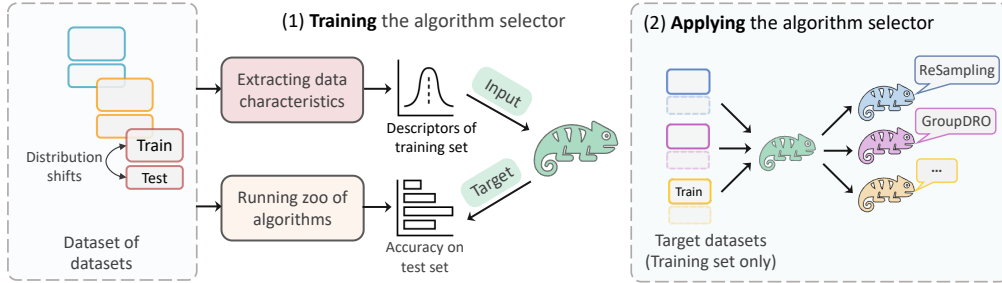 (1) Training the algorithm selector
Train
Distribution
shifts
Test
Dataset of
datasets
Extracting data
characteristics
Descriptors of
training set
Running zoo of
algorithms
Accuracy on
test set
Input
Target
(2) Applying the algorithm selector
Train
Target datasets
(Training set only)
ReSampling
GroupDRO
...